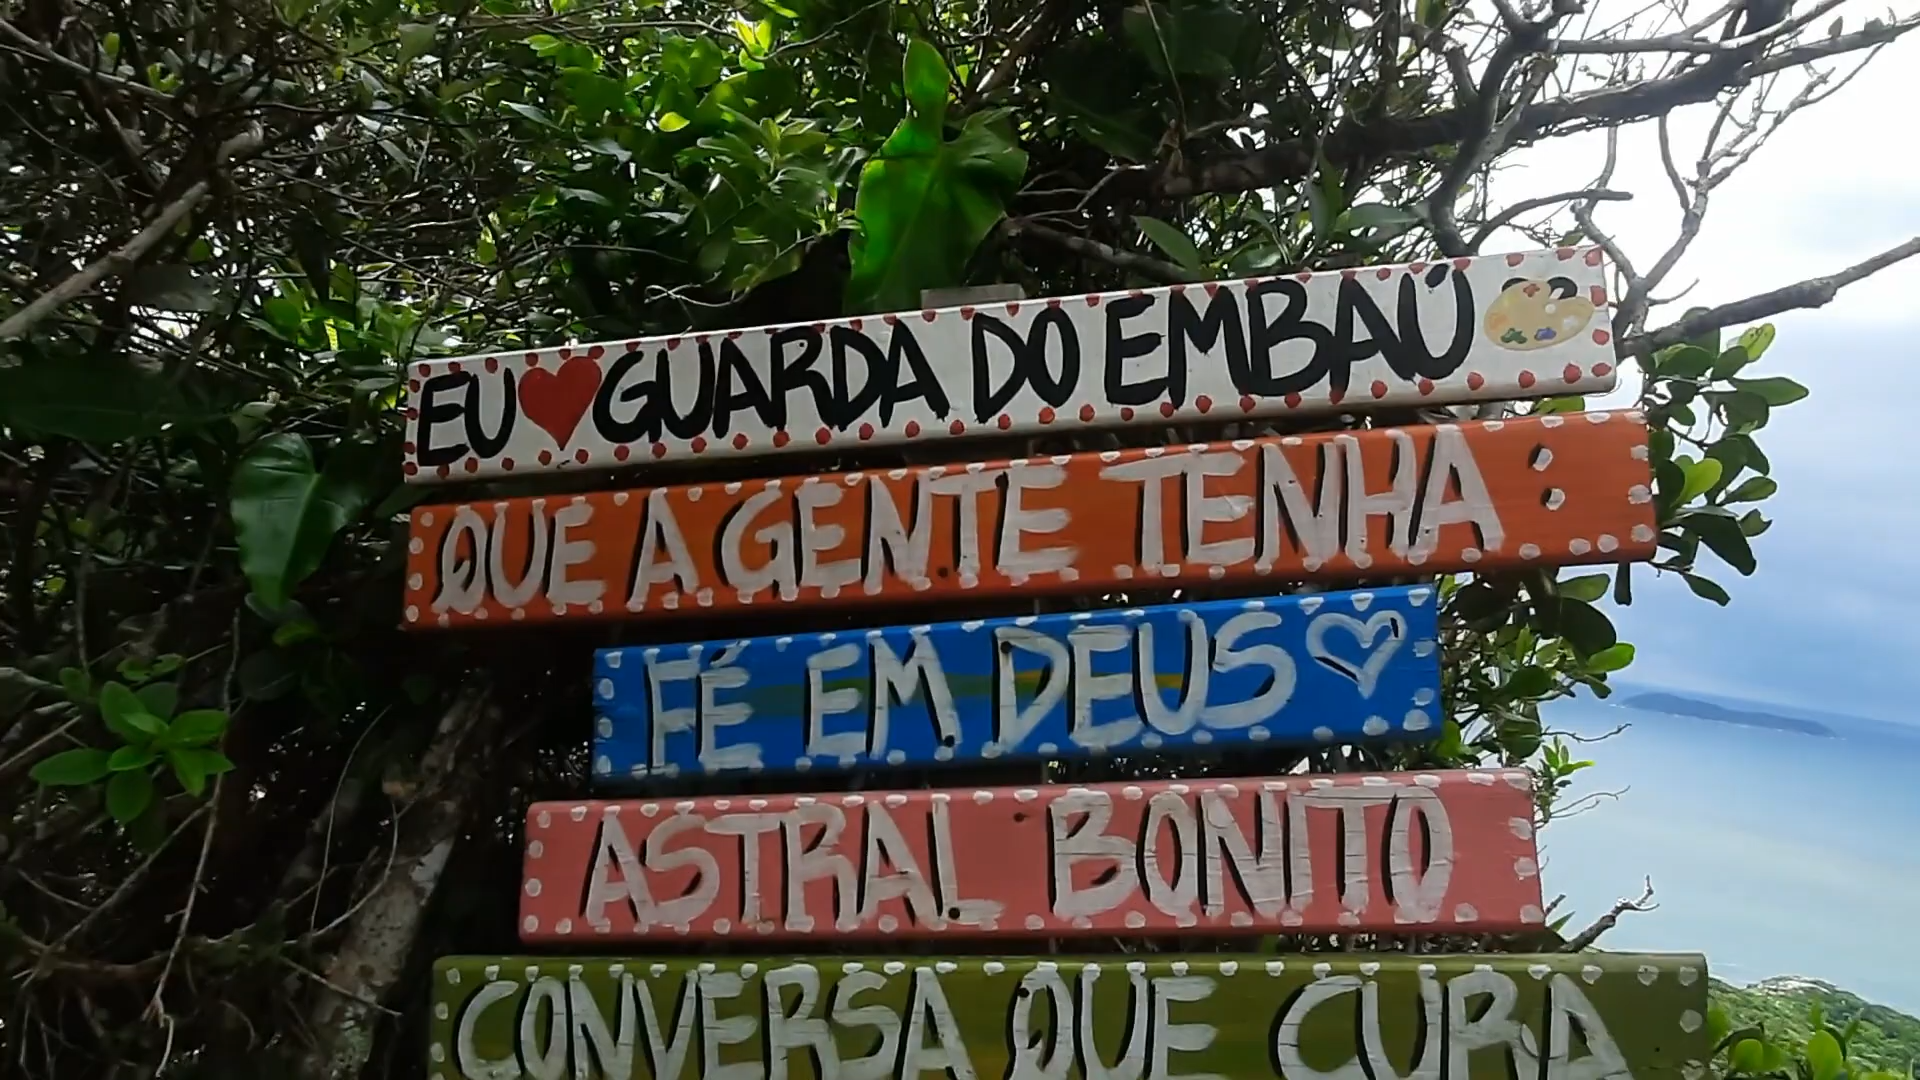 EU ❤ GUARDA DO EMBAÚ
QUE A GENTE TENHA :
FÉ EM DEUS ♡
ASTRAL BONITO
CONVERSA QUE CURA